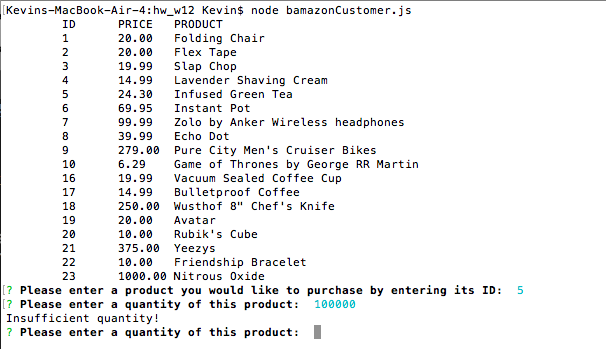 [Kevins-MacBook-Air-4:hw_w12 Kevin$ node bamazonCustomer.js
ID PRICE PRODUCT
1 20.00 Folding Chair
2 20.00 Flex Tape
3 19.99 Slap Chop
4 14.99 Lavender Shaving Cream
5 24.30 Infused Green Tea
6 69.95 Instant Pot
7 99.99 Zolo by Anker Wireless headphones
8 39.99 Echo Dot
9 279.00 Pure City Men's Cruiser Bikes
10 6.29 Game of Thrones by George RR Martin
16 19.99 Vacuum Sealed Coffee Cup
17 14.99 Bulletproof Coffee
18 250.00 Wusthof 8" Chef's Knife
19 20.00 Avatar
20 10.00 Rubik's Cube
21 375.00 Yeezys
22 10.00 Friendship Bracelet
23 1000.00 Nitrous Oxide
[? Please enter a product you would like to purchase by entering its ID: 5
[? Please enter a quantity of this product: 100000
Insufficient quantity!
? Please enter a quantity of this product: